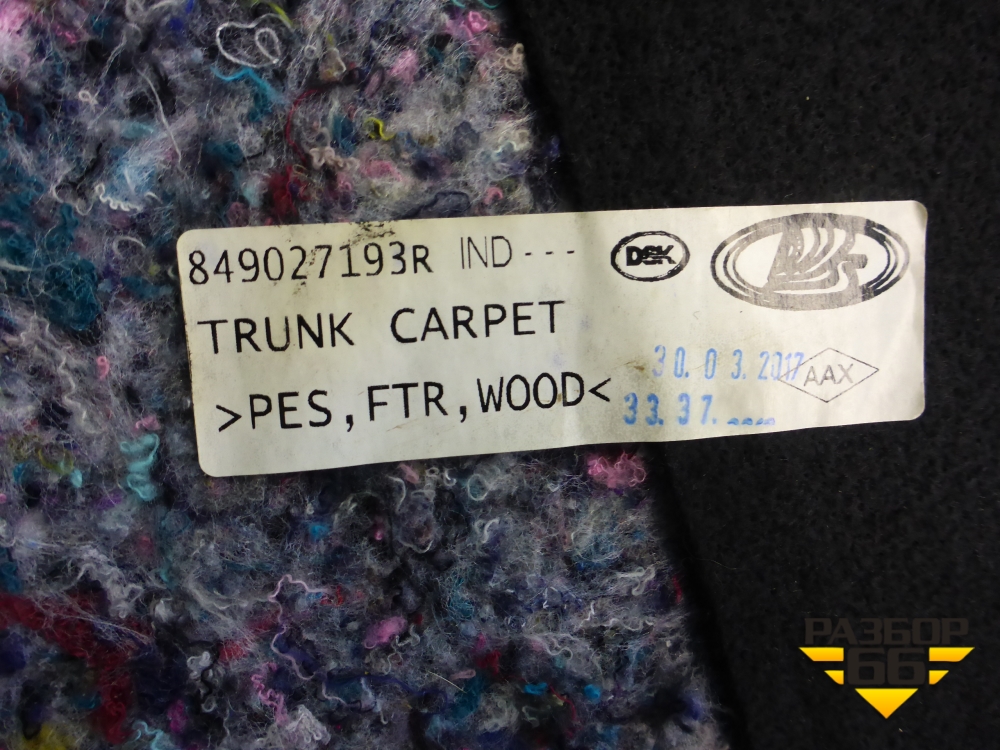 849027193R IND---
DSK
TRUNK CARPET
30.03.2017
AAX
>PES,FTR,WOOD<
33.37.
РАЗБОР
66